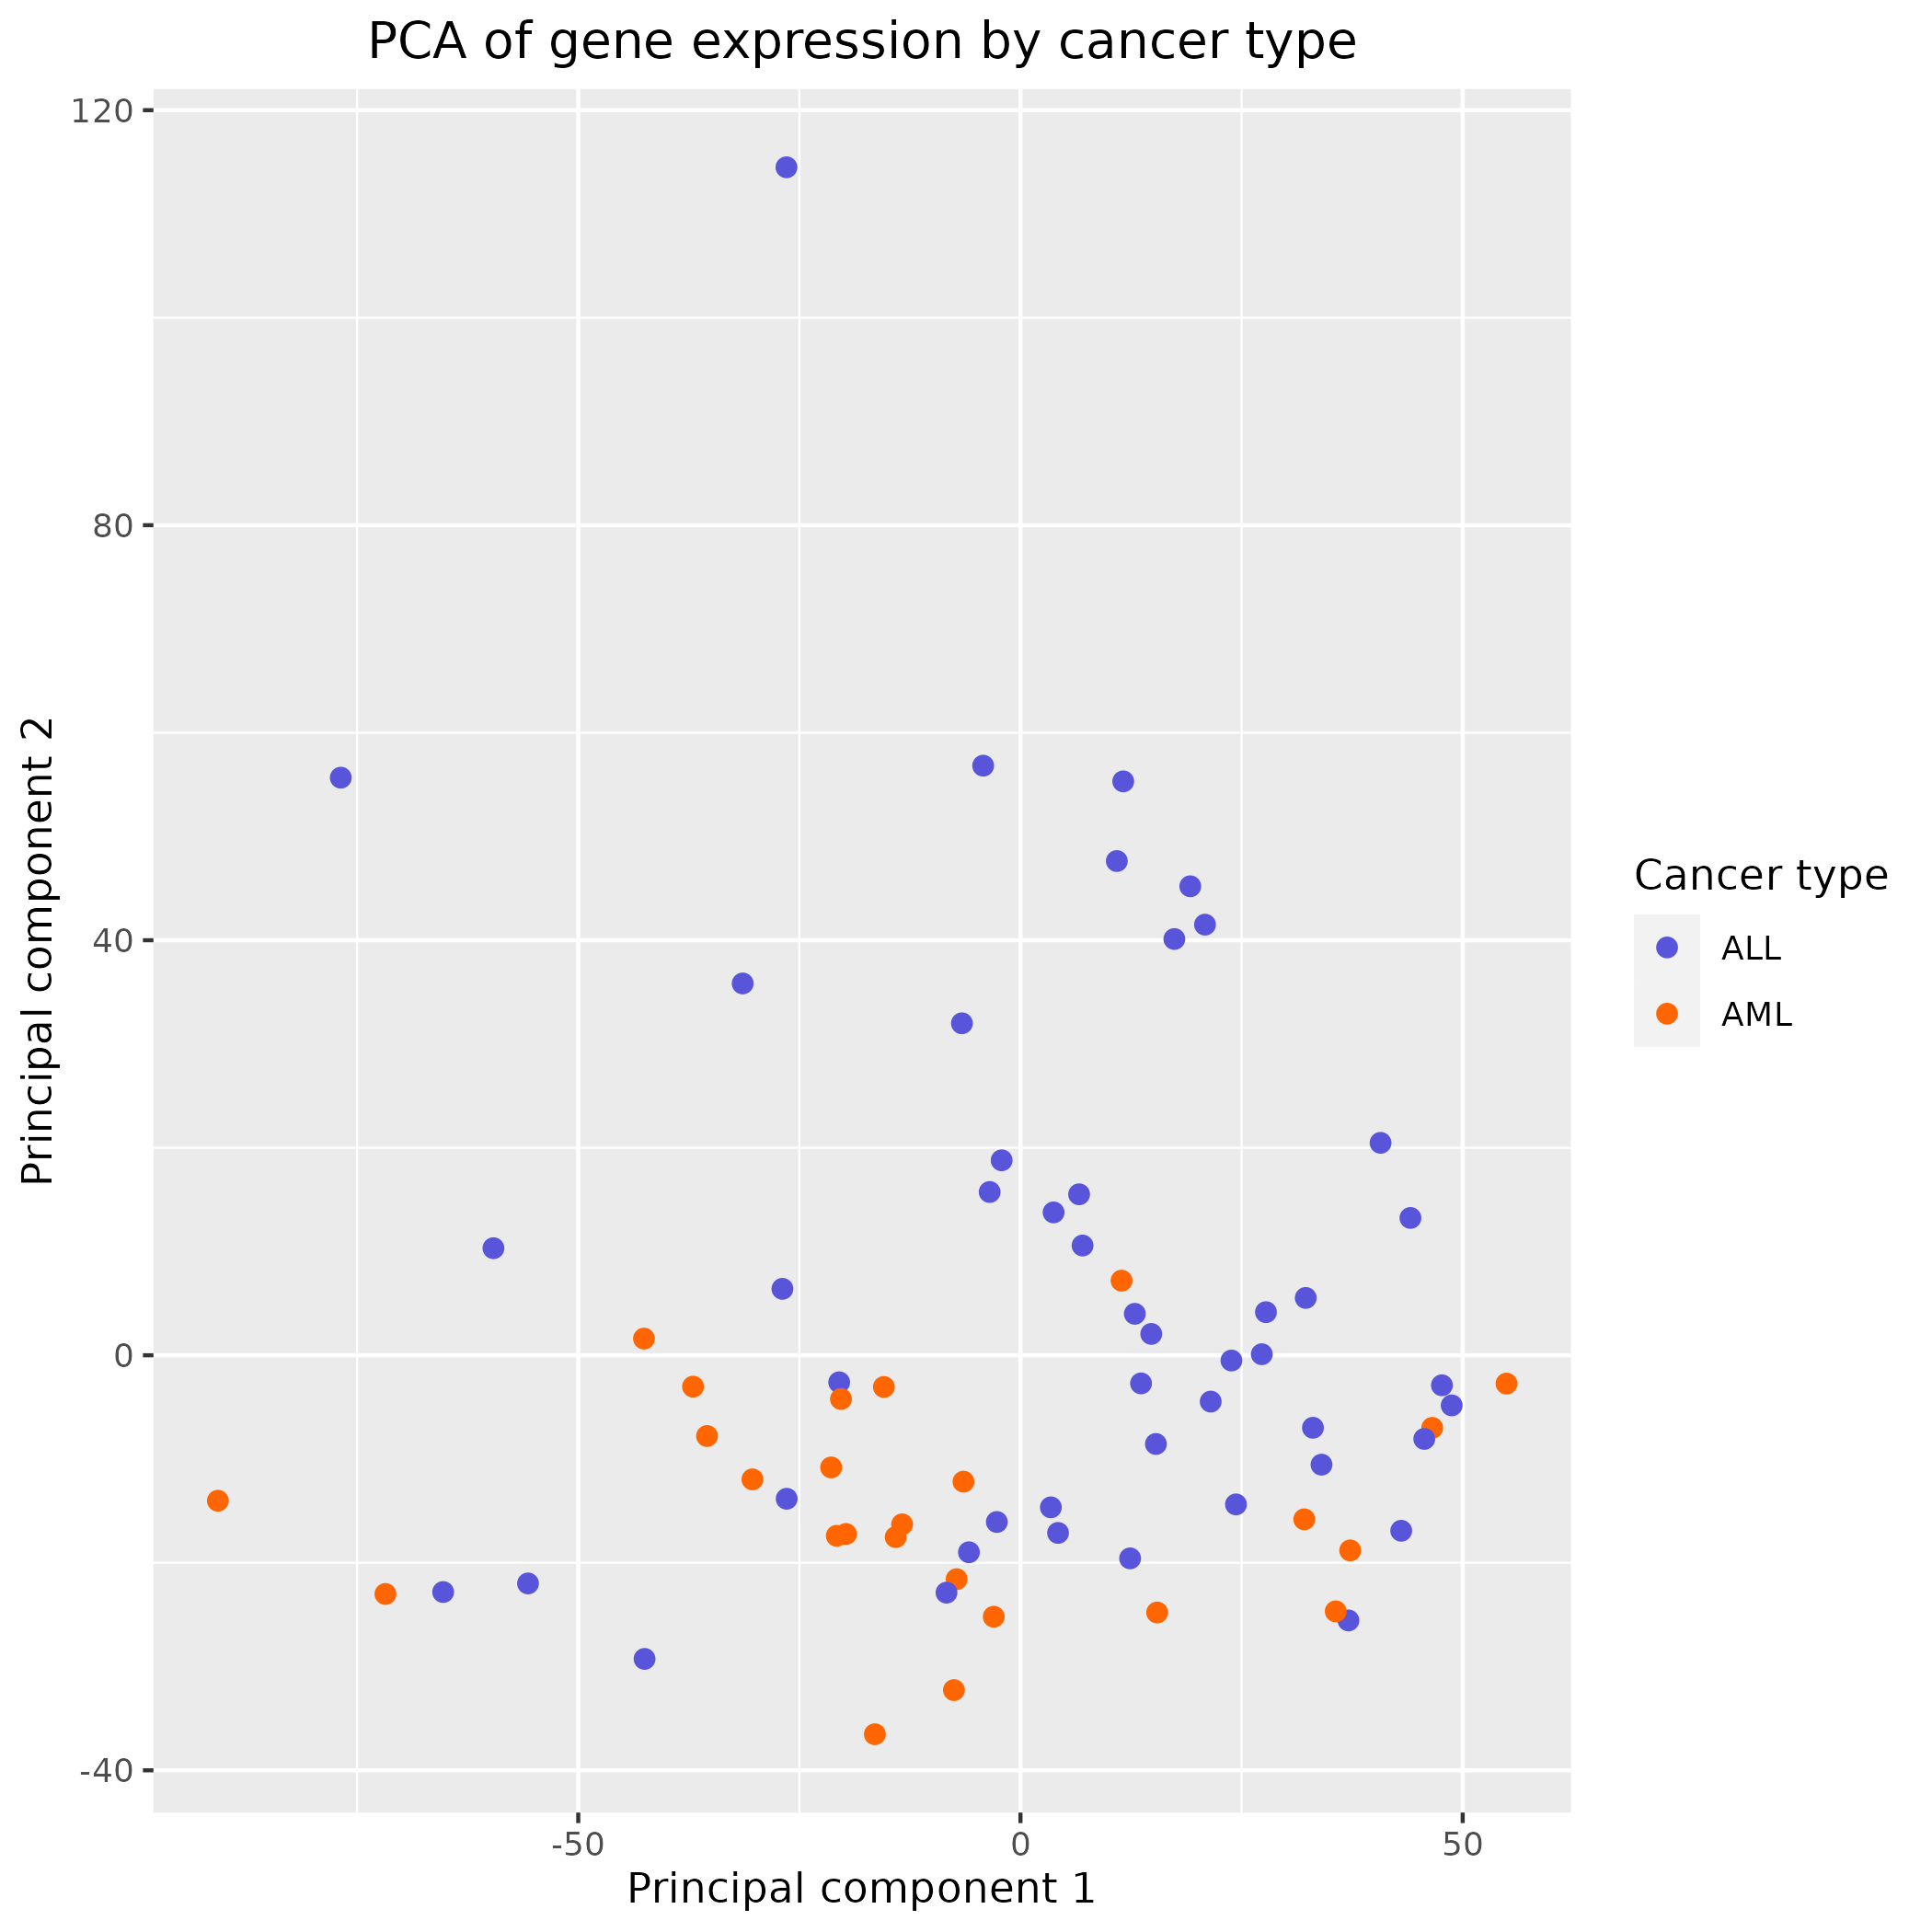 PCA of gene expression by cancer type
120
80
40
0
-40
Principal component 2
-50
0
50
Principal component 1
Cancer type
ALL
AML